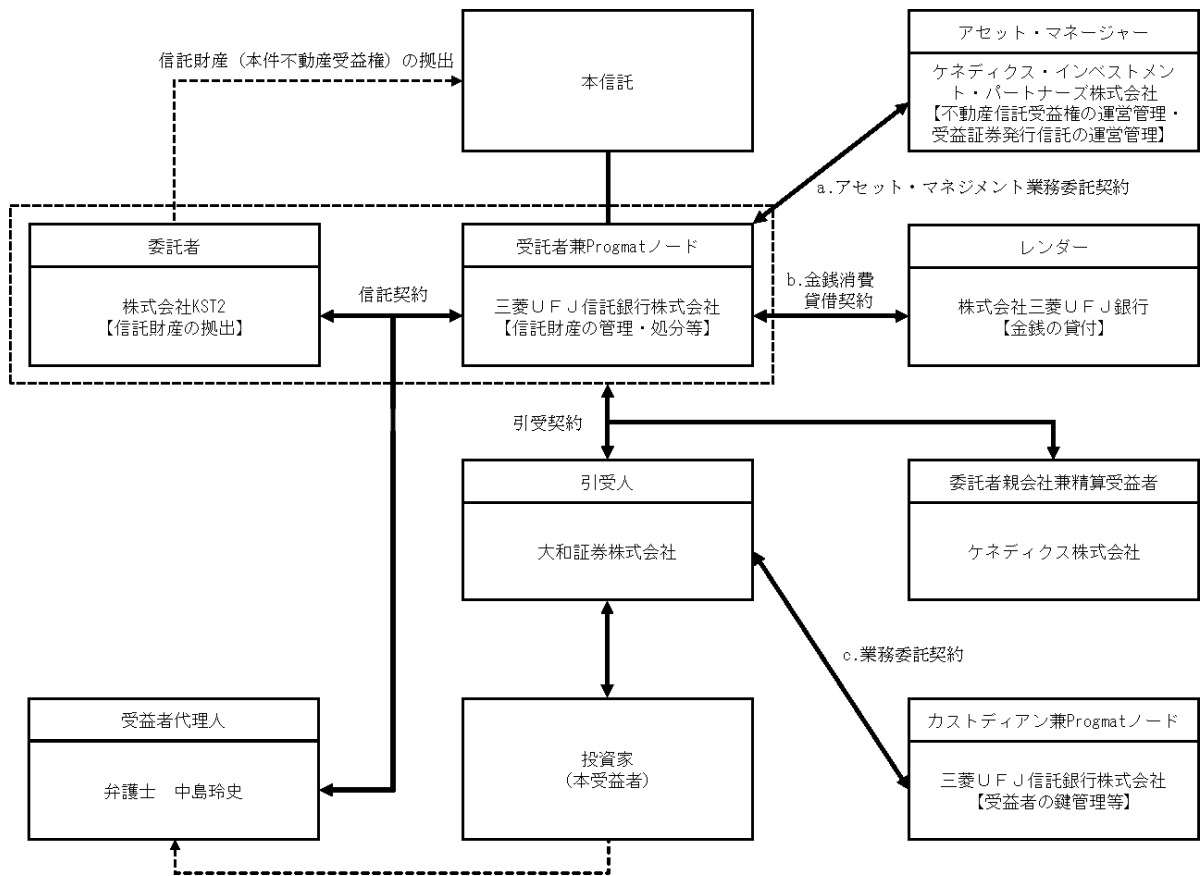 信託財産（本件不動産受益権）の拠出
本信託
アセット・マネージャー
ケネディクス・インベストメン
ト・パートナーズ株式会社
【不動産信託受益権の運営管理・
受益証券発行信託の運営管理】
a.アセット・マネジメント業務委託契約
委託者
株式会社KST2
【信託財産の拠出】
信託契約
受託者兼Progmatノード
三菱ＵＦＪ信託銀行株式会社
【信託財産の管理・処分等】
b.金銭消費
貸借契約
レンダー
株式会社三菱ＵＦＪ銀行
【金銭の貸付】
引受契約
引受人
大和証券株式会社
委託者親会社兼精算受益者
ケネディクス株式会社
c.業務委託契約
受益者代理人
弁護士　中島玲史
投資家
(本受益者)
カストディアン兼Progmatノード
三菱ＵＦＪ信託銀行株式会社
【受益者の鍵管理等】